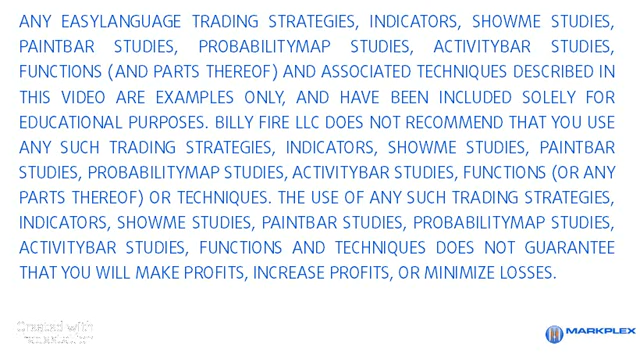 ANY EASYLANGUAGE TRADING STRATEGIES, INDICATORS, SHOWME STUDIES,
PAINTBAR STUDIES, PROBABILITYMAP STUDIES, ACTIVITYBAR STUDIES,
FUNCTIONS (AND PARTS THEREOF) AND ASSOCIATED TECHNIQUES DESCRIBED IN
THIS VIDEO ARE EXAMPLES ONLY, AND HAVE BEEN INCLUDED SOLELY FOR
EDUCATIONAL PURPOSES. BILLY FIRE LLC DOES NOT RECOMMEND THAT YOU USE
ANY SUCH TRADING STRATEGIES, INDICATORS, SHOWME STUDIES, PAINTBAR
STUDIES, PROBABILITYMAP STUDIES, ACTIVITYBAR STUDIES, FUNCTIONS (OR ANY
PARTS THEREOF) OR TECHNIQUES. THE USE OF ANY SUCH TRADING STRATEGIES,
INDICATORS, SHOWME STUDIES, PAINTBAR STUDIES, PROBABILITYMAP STUDIES,
ACTIVITYBAR STUDIES, FUNCTIONS AND TECHNIQUES DOES NOT GUARANTEE
THAT YOU WILL MAKE PROFITS, INCREASE PROFITS, OR MINIMIZE LOSSES.
Created with
MARKPLEX